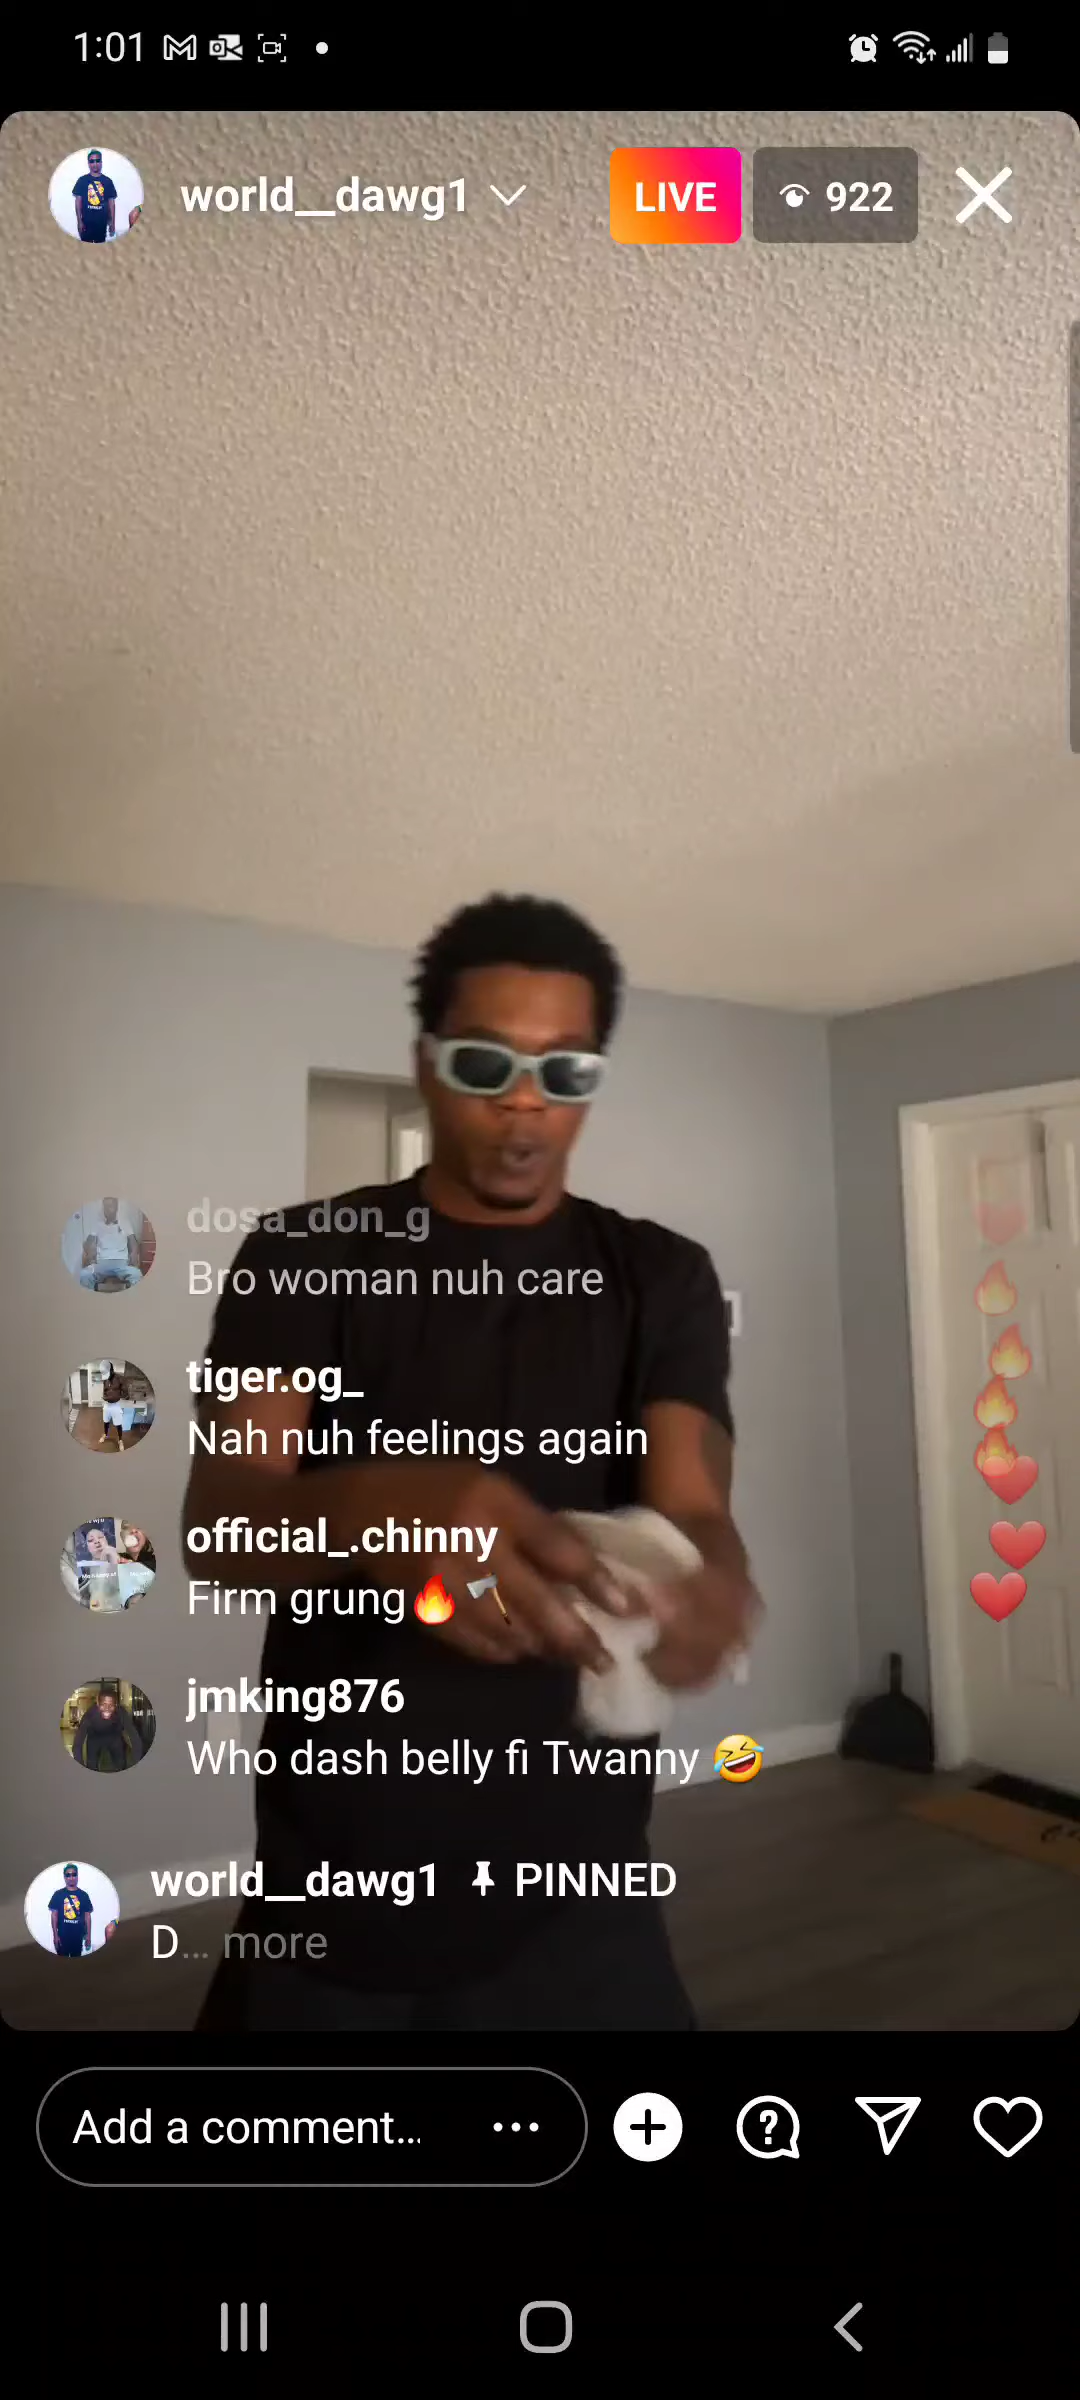 1:01
world__dawg1
LIVE
922
dosa_don_g
Bro woman nuh care
tiger.og_
Nah nuh feelings again
official_.chinny
Firm grung🔥🪓
jmking876
Who dash belly fi Twanny 🤣
world__dawg1 PINNED
D... more
Add a comment...